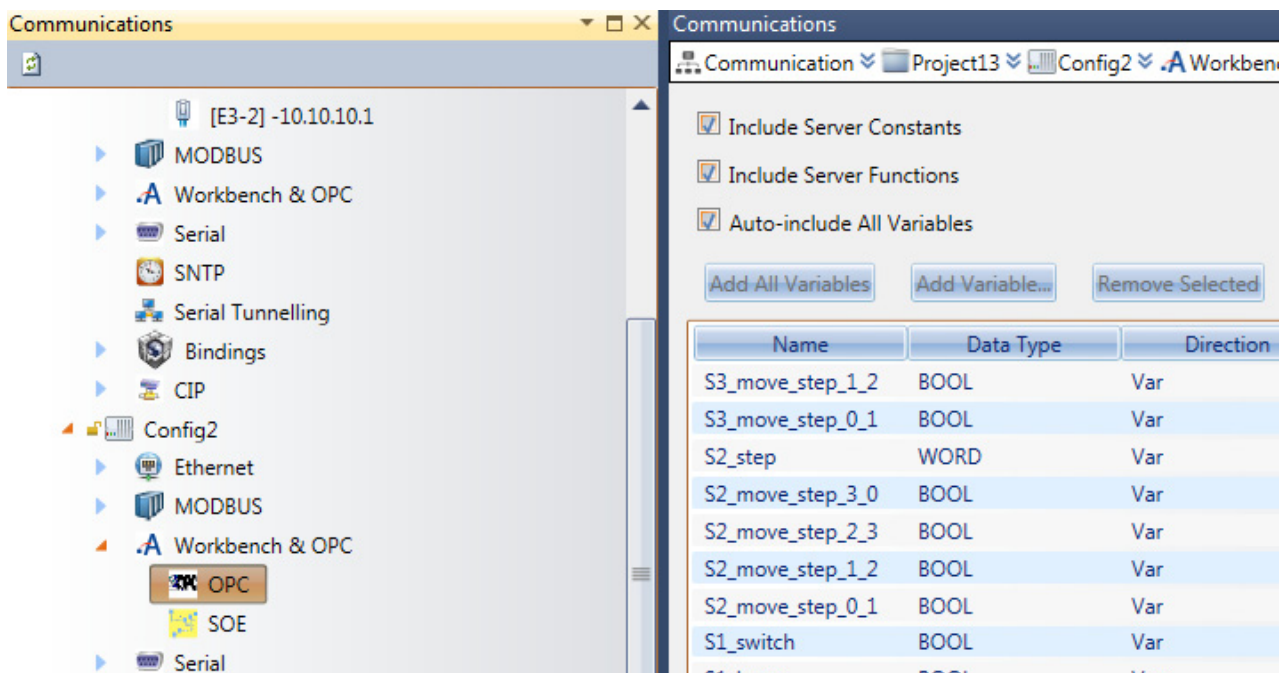 Communications
[E3-2] -10.10.10.1
MODBUS
Workbench & OPC
Serial
SNTP
Serial Tunnelling
Bindings
CIP
Config2
Ethernet
MODBUS
Workbench & OPC
OPC
SOE
Serial
Communications
Communication Project13 Config2 Workben
Include Server Constants
Include Server Functions
Auto-include All Variables
Add All Variables Add Variable... Remove Selected
Name Data Type Direction
S3_move_step_1_2 BOOL Var
S3_move_step_0_1 BOOL Var
S2_step WORD Var
S2_move_step_3_0 BOOL Var
S2_move_step_2_3 BOOL Var
S2_move_step_1_2 BOOL Var
S2_move_step_0_1 BOOL Var
S1_switch BOOL Var